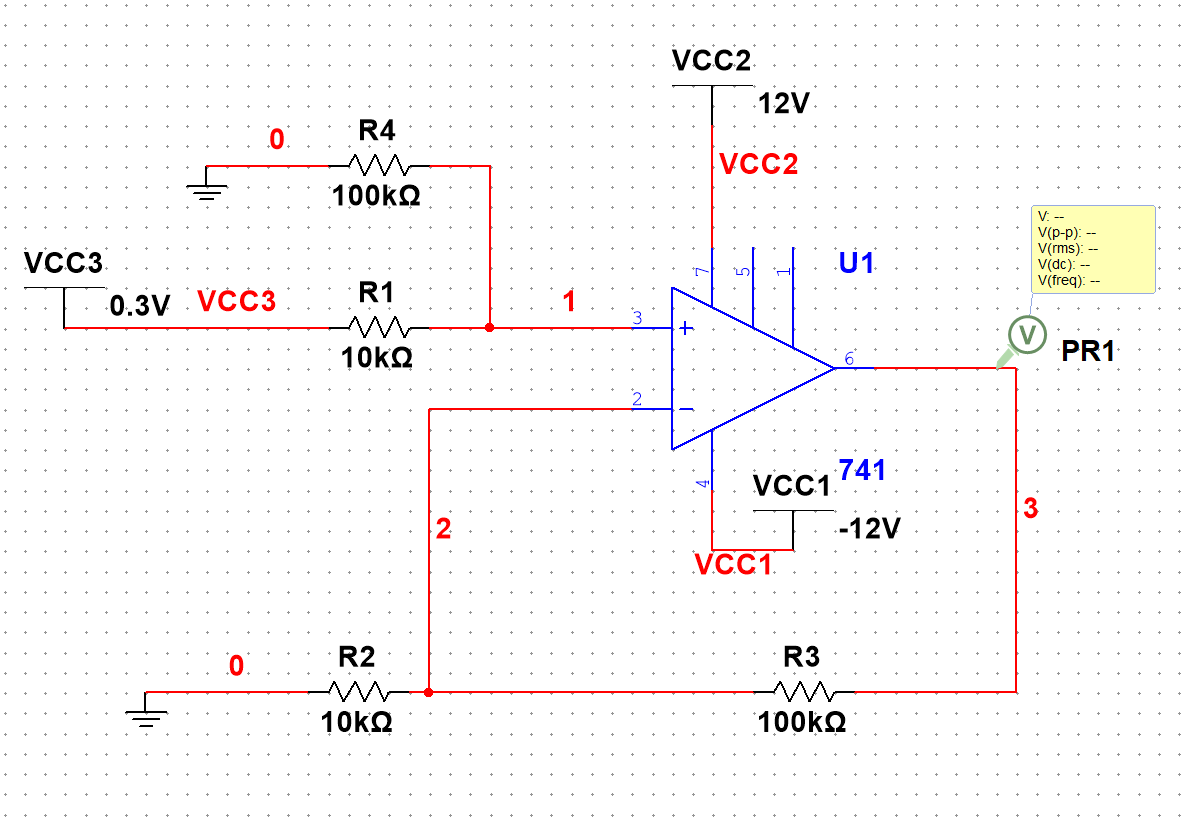 VCC2
12V
0
R4
100kΩ
VCC2
VCC3
0.3V
VCC3
R1
10kΩ
1
7
5
1
U1
V: --
V(p-p): --
V(rms): --
V(dc): --
V(freq): --
V
PR1
3
+
6
2
−
4
741
VCC1
-12V
VCC1
2
3
0
R2
10kΩ
R3
100kΩ